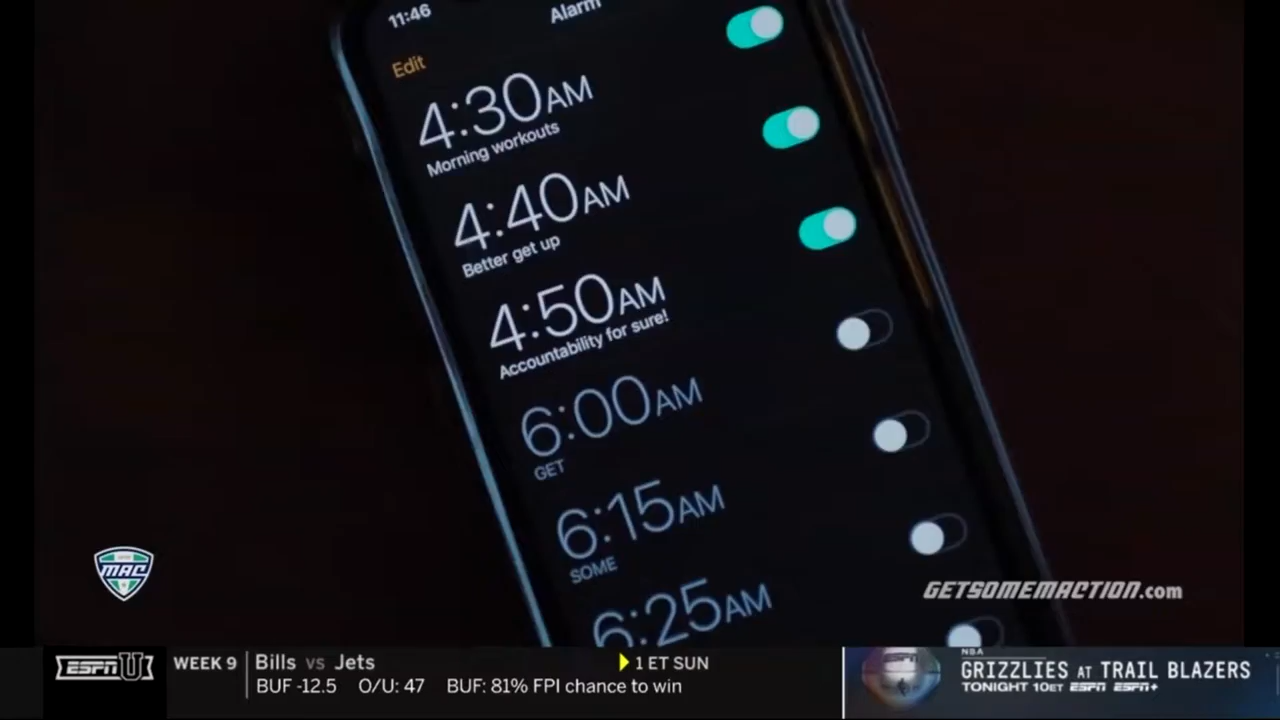 11:46
Alarm
Edit
4:30AM
Morning workouts
4:40AM
Better get up
4:50AM
Accountability for sure!
6:00AM
GET
6:15AM
SOME
6:25AM
MAC
GETSOMEMACTION.com
ESPNU
WEEK 9
Bills vs Jets
1 ET SUN
BUF -12.5 O/U: 47 BUF: 81% FPI chance to win
NBA
GRIZZLIES AT TRAIL BLAZERS
TONIGHT 10ET ESPN ESPN+